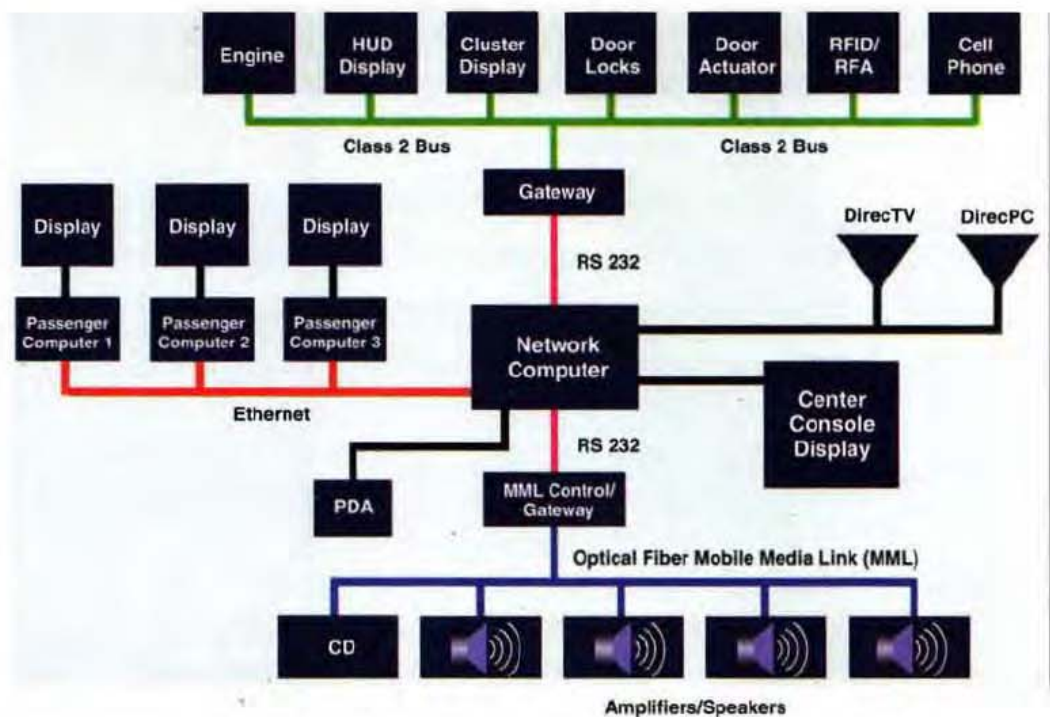 Engine
HUD
Display
Cluster
Display
Door
Locks
Door
Actuator
RFID/
RFA
Cell
Phone
Class 2 Bus
Class 2 Bus
Gateway
Display
Display
Display
DirecTV
DirecPC
RS 232
Passenger
Computer 1
Passenger
Computer 2
Passenger
Computer 3
Network
Computer
Ethernet
Center
Console
Display
RS 232
PDA
MML Control/
Gateway
Optical Fiber Mobile Media Link (MML)
CD
Amplifiers/Speakers